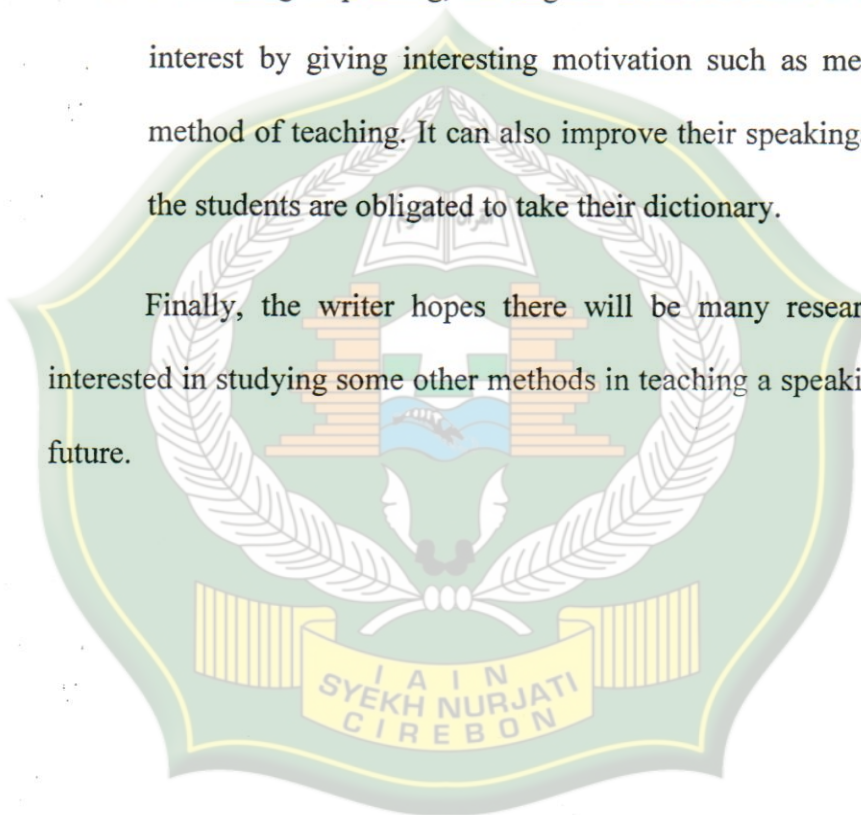 interest by giving interesting motivation such as me
method of teaching. It can also improve their speaking
the students are obligated to take their dictionary.
Finally, the writer hopes there will be many resear
interested in studying some other methods in teaching a speaki
future.
I A I N
SYEKH NURJATI
CIREBON